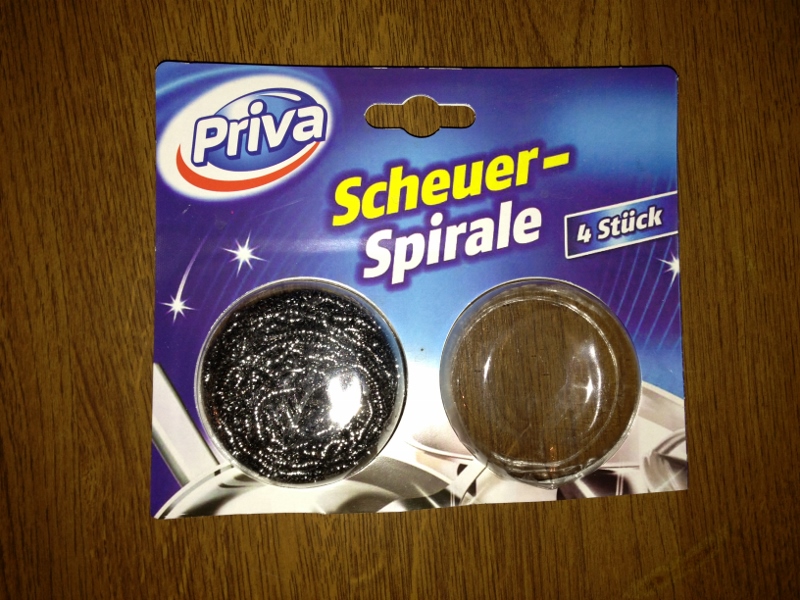 Priva
Scheuer-
Spirale
4 Stück